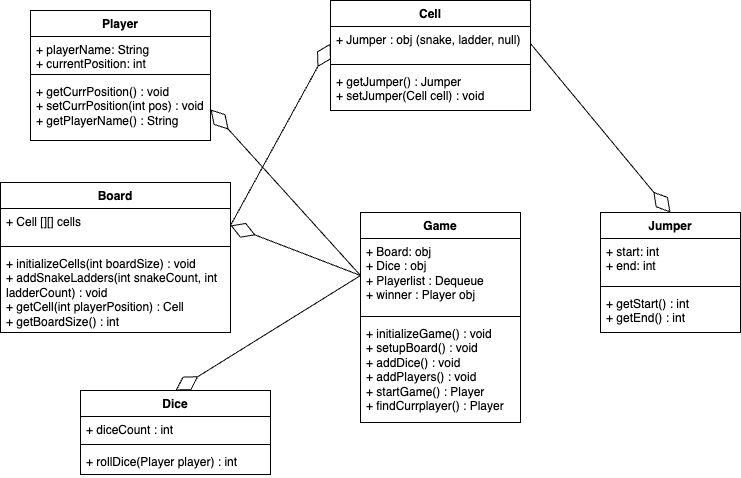 Player
+ playerName: String
+ currentPosition: int
+ getCurrPosition() : void
+ setCurrPosition(int pos) : void
+ getPlayerName() : String
Cell
+ Jumper : obj (snake, ladder, null)
+ getJumper() : Jumper
+ setJumper(Cell cell) : void
Board
+ Cell [][] cells
+ initializeCells(int boardSize) : void
+ addSnakeLadders(int snakeCount, int
ladderCount) : void
+ getCell(int playerPosition) : Cell
+ getBoardSize() : int
Game
+ Board: obj
+ Dice : obj
+ Playerlist : Dequeue
+ winner : Player obj
+ initializeGame() : void
+ setupBoard() : void
+ addDice() : void
+ addPlayers() : void
+ startGame() : Player
+ findCurrplayer() : Player
Jumper
+ start: int
+ end: int
+ getStart() : int
+ getEnd() : int
Dice
+ diceCount : int
+ rollDice(Player player) : int